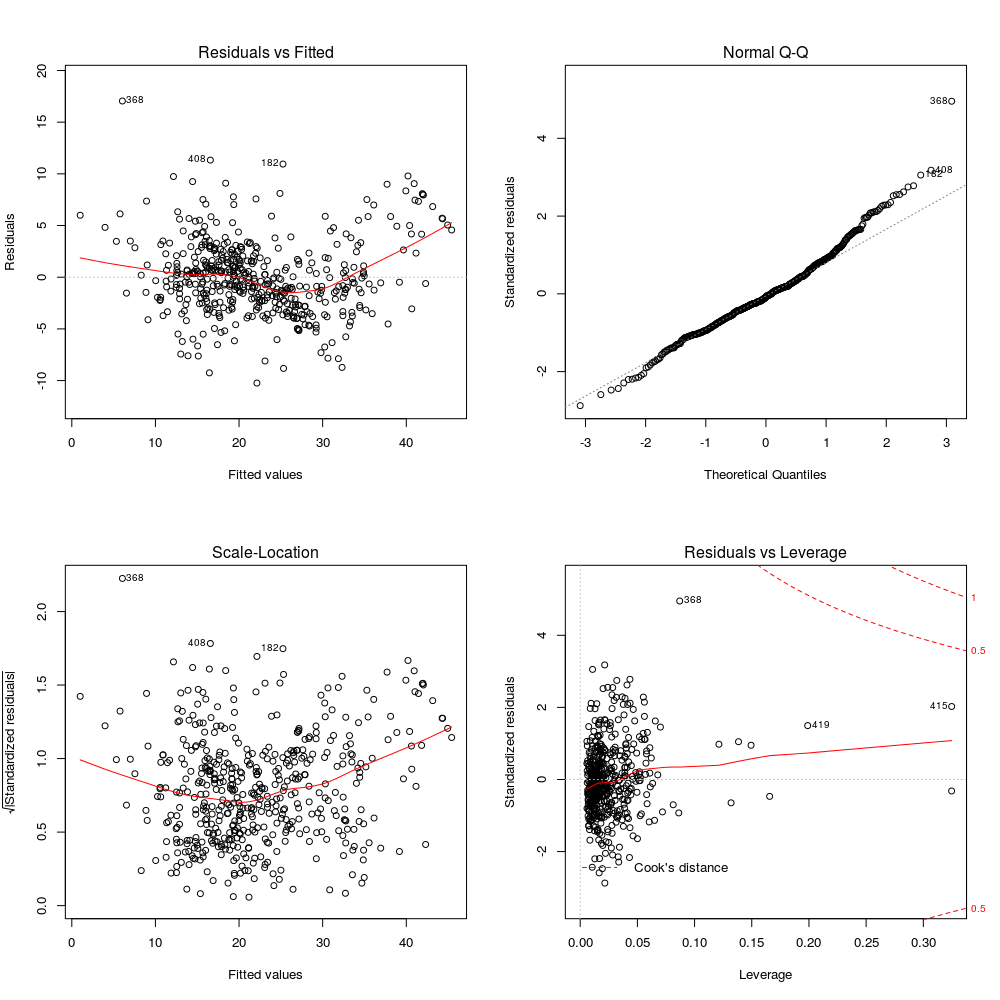 Residuals vs Fitted
Residuals
20
15
10
5
0
-5
-10
368
408
182
0 10 20 30 40
Fitted values
Normal Q-Q
Standardized residuals
4
2
0
-2
368
408
182
-3 -2 -1 0 1 2 3
Theoretical Quantiles
Scale-Location
√|Standardized residuals|
2.0
1.5
1.0
0.5
0.0
368
408
182
0 10 20 30 40
Fitted values
Residuals vs Leverage
Standardized residuals
4
2
0
-2
368
415
419
1
0.5
0.5
Cook's distance
0.00 0.05 0.10 0.15 0.20 0.25 0.30
Leverage